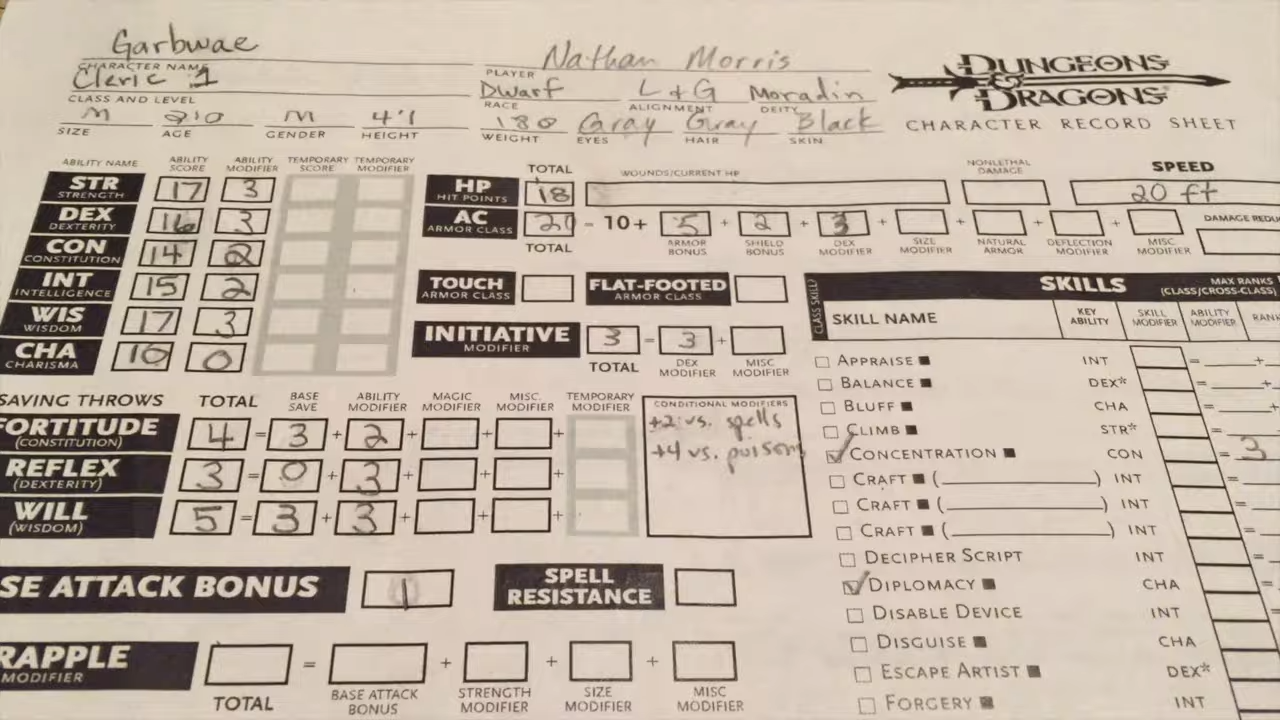 Garbwae Nathan Morris
CHARACTER NAME PLAYER
Cleric 1 Dwarf L+G Moradin
CLASS AND LEVEL RACE ALIGNMENT DEITY
M 210 M 4'1 180 Gray Gray Black
SIZE AGE GENDER HEIGHT WEIGHT EYES HAIR SKIN
DUNGEONS
&
DRAGONS®
CHARACTER RECORD SHEET
ABILITY NAME ABILITY SCORE ABILITY MODIFIER TEMPORARY SCORE TEMPORARY MODIFIER
STR STRENGTH 17 3
DEX DEXTERITY 16 3
CON CONSTITUTION 14 2
INT INTELLIGENCE 15 2
WIS WISDOM 17 3
CHA CHARISMA 10 0
TOTAL WOUNDS/CURRENT HP NONLETHAL DAMAGE SPEED
HP HIT POINTS 18 20 ft
AC ARMOR CLASS 20 = 10+ 5 + 2 + 3 + + + + DAMAGE REDU
TOTAL ARMOR BONUS SHIELD BONUS DEX MODIFIER SIZE MODIFIER NATURAL ARMOR DEFLECTION MODIFIER MISC. MODIFIER
TOUCH ARMOR CLASS FLAT-FOOTED ARMOR CLASS
INITIATIVE MODIFIER 3 = 3 +
TOTAL DEX MODIFIER MISC MODIFIER
SAVING THROWS TOTAL BASE SAVE ABILITY MODIFIER MAGIC MODIFIER MISC. MODIFIER TEMPORARY MODIFIER
FORTITUDE (CONSTITUTION) 4 = 3 + 2 + + +
REFLEX (DEXTERITY) 3 = 0 + 3 + + +
WILL (WISDOM) 5 = 3 + 3 + + +
CONDITIONAL MODIFIERS
+2 vs. spells
+4 vs. poisons
SE ATTACK BONUS 1 SPELL RESISTANCE
RAPPLE MODIFIER = + + +
TOTAL BASE ATTACK BONUS STRENGTH MODIFIER SIZE MODIFIER MISC MODIFIER
SKILLS MAX RANKS (CLASS/CROSS-CLASS)
CLASS SKILL? SKILL NAME KEY ABILITY SKILL MODIFIER ABILITY MODIFIER RANK
APPRAISE INT = +
BALANCE DEX* = +
BLUFF CHA = +
CLIMB STR* =
CONCENTRATION CON = 3
CRAFT ( ) INT =
CRAFT ( ) INT =
CRAFT ( ) INT =
DECIPHER SCRIPT INT =
DIPLOMACY CHA =
DISABLE DEVICE INT
DISGUISE CHA
ESCAPE ARTIST DEX*
FORGERY INT